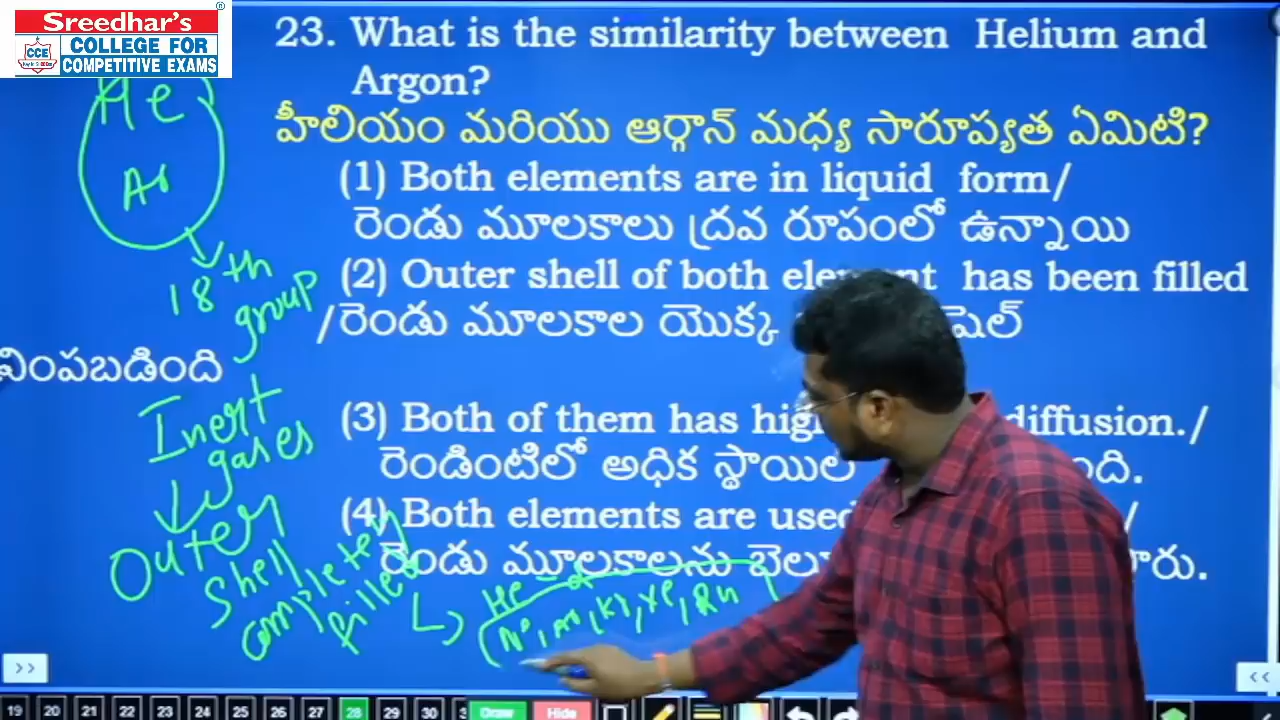 Sreedhar's
®
CCE
COLLEGE FOR
COMPETITIVE EXAMS
23. What is the similarity between Helium and
Argon?
హీలియం మరియు ఆర్గాన్ మధ్య సారూప్యత ఏమిటి?
(1) Both elements are in liquid form/
రెండు మూలకాలు ద్రవ రూపంలో ఉన్నాయి
(2) Outer shell of both element has been filled
/రెండు మూలకాల యొక్క షెల్
వింపబడింది
(3) Both of them has high diffusion./
రెండింటిలో అధిక స్థాయిల ంది.
(4) Both elements are used /
రెండు మూలకాలను బెలూ ారు.
He
Ar
18th
group
Inert
gases
Outer
shell
completely
filled
He
(Ne, Ar, Kr, Xe, Rn
>>
<<
19 20 21 22 23 24 25 26 27 28 29 30 3
Draw Hide